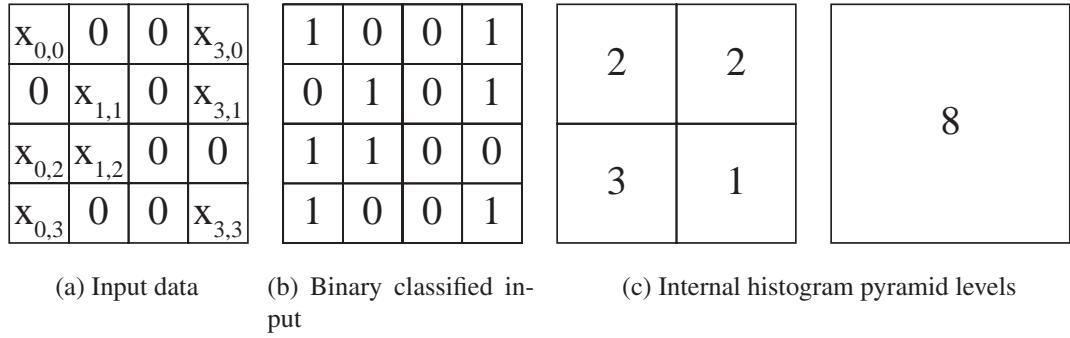 x0,0 0 0 x3,0
0 x1,1 0 x3,1
x0,2 x1,2 0 0
x0,3 0 0 x3,3
1 0 0 1
0 1 0 1
1 1 0 0
1 0 0 1
2 2
3 1
8
(a) Input data
(b) Binary classified in-
put
(c) Internal histogram pyramid levels